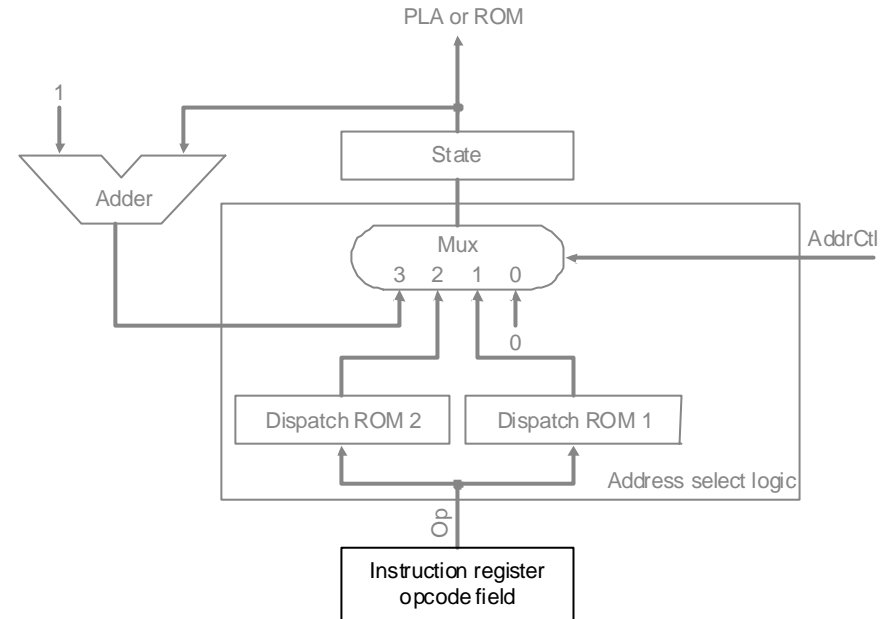 PLA or ROM
1
State
Adder
Mux
AddrCtl
3 2 1 0
0
Dispatch ROM 2
Dispatch ROM 1
Address select logic
Op
Instruction register
opcode field